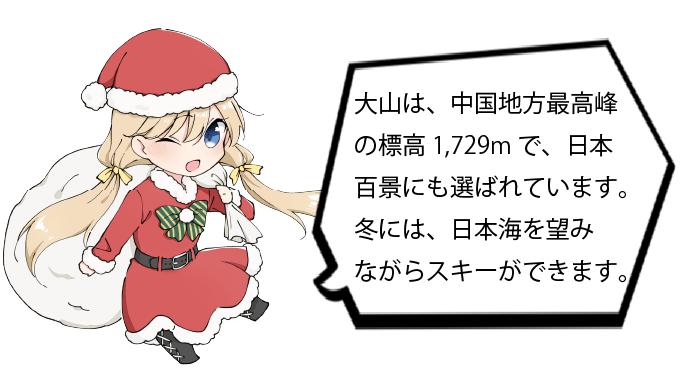 大山は、中国地方最高峰
の標高 1,729m で、日本
百景にも選ばれています。
冬には、日本海を望み
ながらスキーができます。